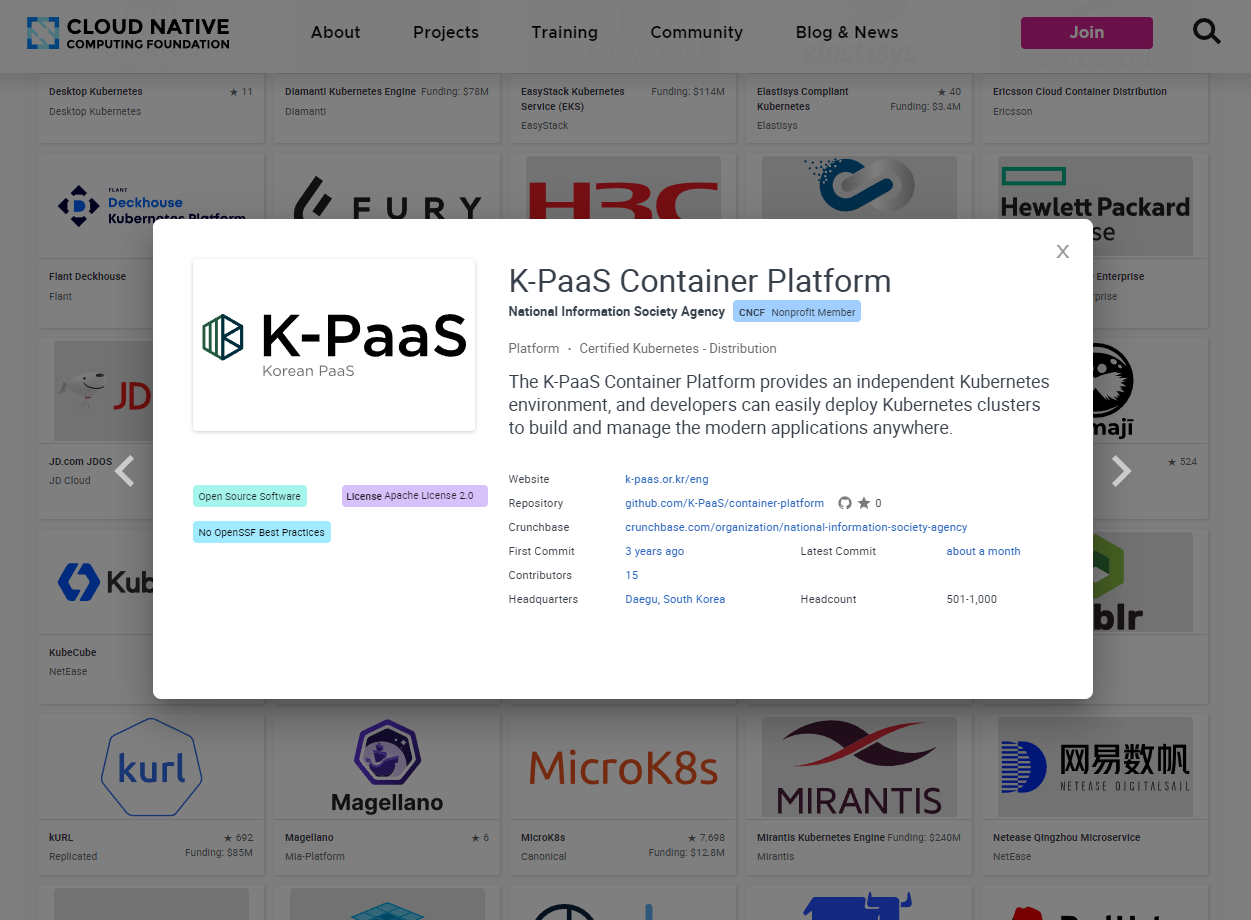 CLOUD NATIVE
COMPUTING FOUNDATION
About
Projects
Training
Community
Blog & News
Join
Desktop Kubernetes ★ 11
Desktop Kubernetes
Diamanti Kubernetes Engine Funding: $78M
Diamanti
EasyStack Kubernetes Service (EKS) Funding: $114M
EasyStack
Elastisys Compliant Kubernetes ★ 40
Funding: $3.4M
Elastisys
Ericsson Cloud Container Distribution
Ericsson
FLANT
Deckhouse
Kubernetes Platform
FURY
H3C
Hewlett Packard
se
Flant Deckhouse
Flant
Enterprise
prise
X
K-PaaS
Korean PaaS
K-PaaS Container Platform
National Information Society Agency CNCF Nonprofit Member
Platform · Certified Kubernetes - Distribution
The K-PaaS Container Platform provides an independent Kubernetes
environment, and developers can easily deploy Kubernetes clusters
to build and manage the modern applications anywhere.
Open Source Software
License Apache License 2.0
No OpenSSF Best Practices
Website k-paas.or.kr/eng
Repository github.com/K-PaaS/container-platform ★ 0
Crunchbase crunchbase.com/organization/national-information-society-agency
First Commit 3 years ago Latest Commit about a month
Contributors 15
Headquarters Daegu, South Korea Headcount 501-1,000
JD
JD.com JDOS
JD Cloud
majī
★ 524
Kub
KubeCube
NetEase
blr
kurl
kURL ★ 692
Replicated Funding: $85M
Magellano
Magellano ★ 6
Mia-Platform
MicroK8s
MicroK8s ★ 7,698
Canonical Funding: $12.8M
MIRANTIS
Mirantis Kubernetes Engine Funding: $240M
Mirantis
网易数帆
NETEASE DIGITALSAIL
Netease Qingzhou Microservice
NetEase